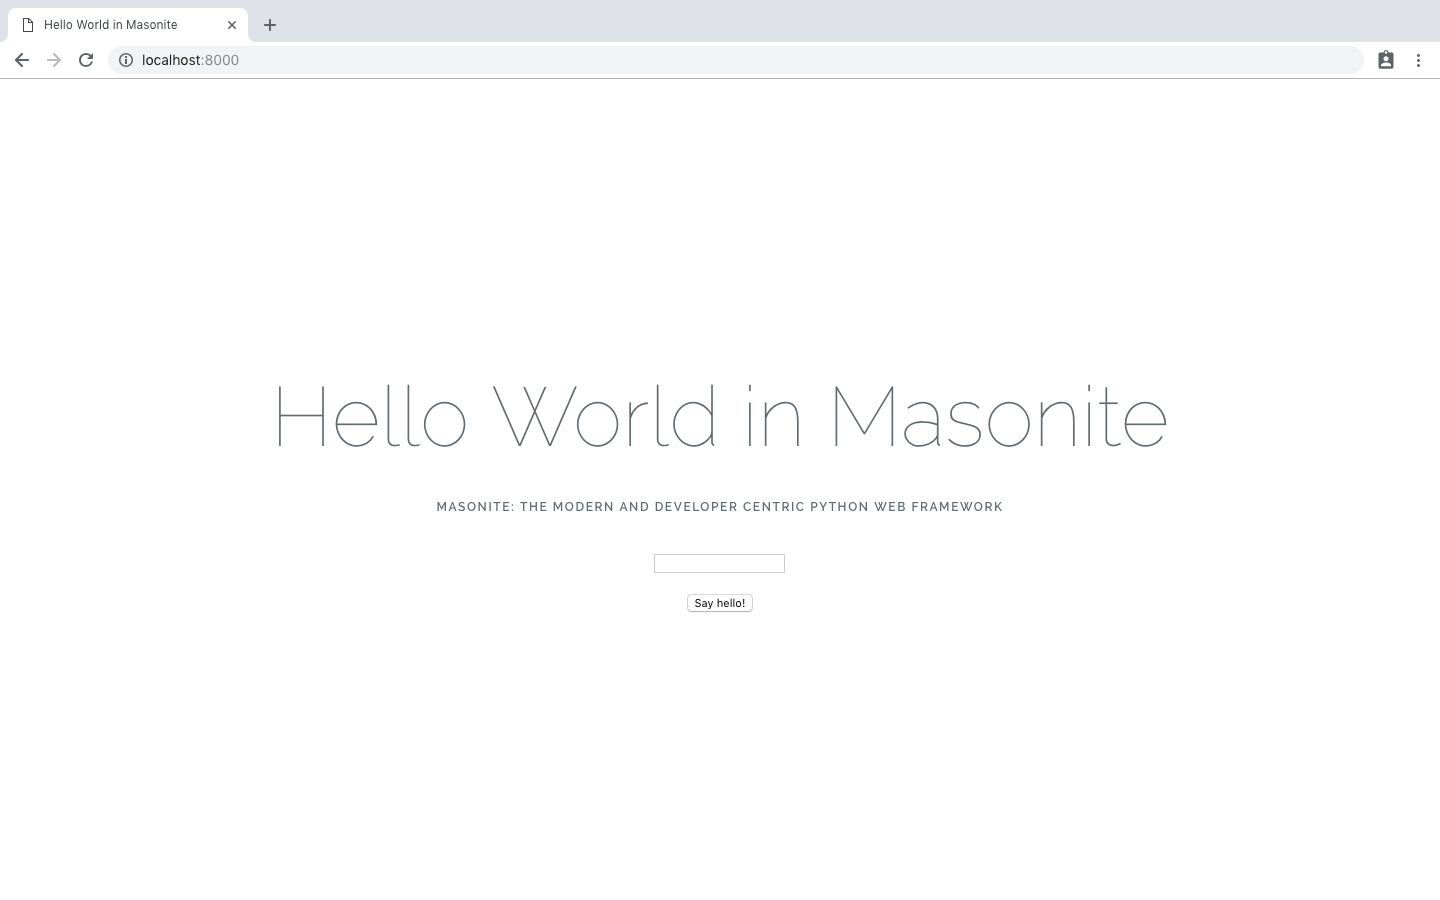 Hello World in Masonite
localhost:8000
Hello World in Masonite
MASONITE: THE MODERN AND DEVELOPER CENTRIC PYTHON WEB FRAMEWORK
Say hello!